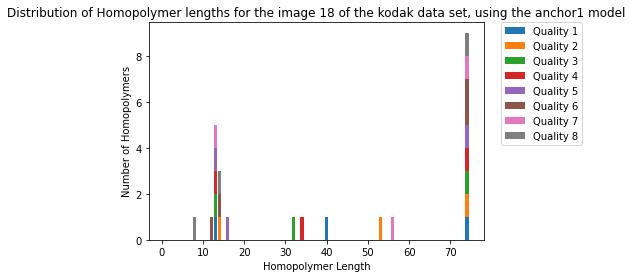 Distribution of Homopolymer lengths for the image 18 of the kodak data set, using the anchor1 model
Number of Homopolymers
8
6
4
2
0
0 10 20 30 40 50 60 70
Homopolymer Length
Quality 1
Quality 2
Quality 3
Quality 4
Quality 5
Quality 6
Quality 7
Quality 8